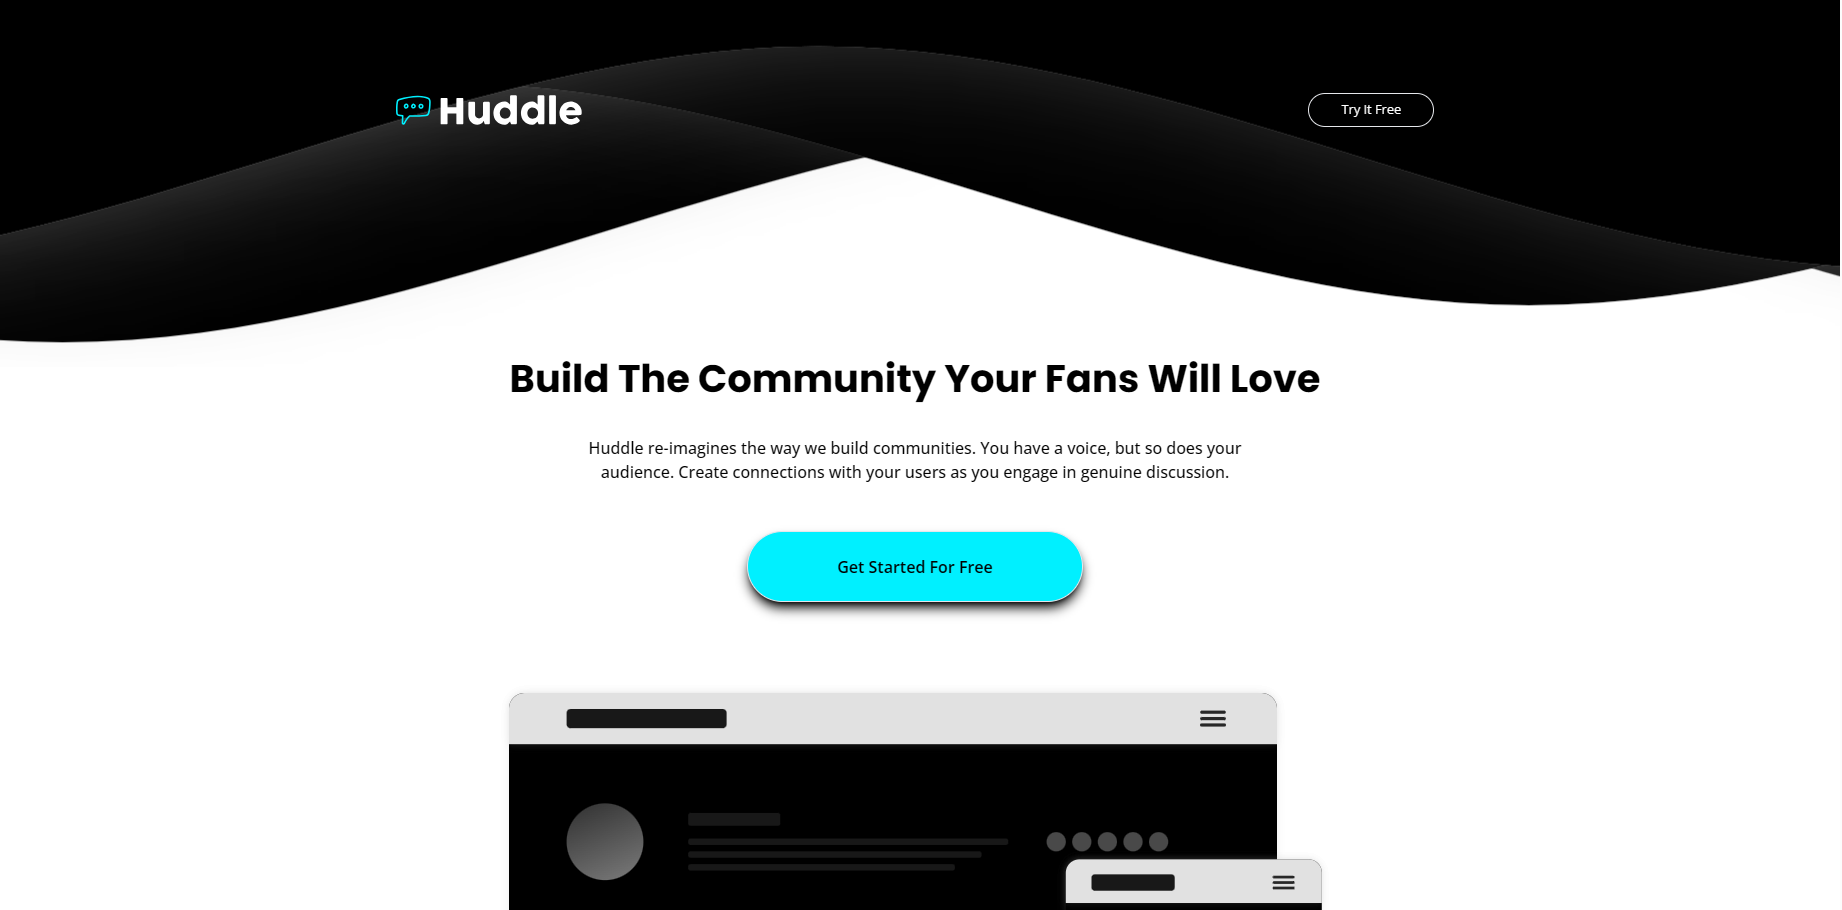 Huddle
Try It Free
Build The Community Your Fans Will Love
Huddle re-imagines the way we build communities. You have a voice, but so does your
audience. Create connections with your users as you engage in genuine discussion.
Get Started For Free